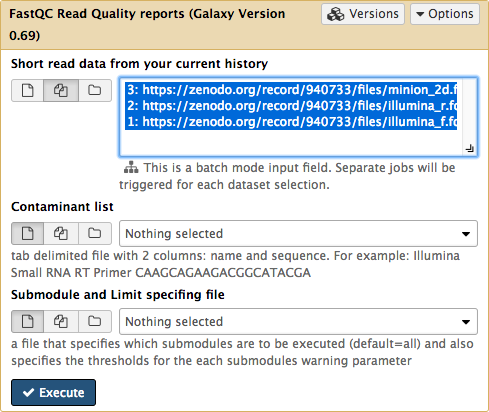 FastQC Read Quality reports (Galaxy Version 0.69)
Versions
Options
Short read data from your current history
3: https://zenodo.org/record/940733/files/minion_2d.f
2: https://zenodo.org/record/940733/files/illumina_r.fc
1: https://zenodo.org/record/940733/files/illumina_f.fc
This is a batch mode input field. Separate jobs will be
triggered for each dataset selection.
Contaminant list
Nothing selected
tab delimited file with 2 columns: name and sequence. For example: Illumina
Small RNA RT Primer CAAGCAGAAGACGGCATACGA
Submodule and Limit specifing file
Nothing selected
a file that specifies which submodules are to be executed (default=all) and also
specifies the thresholds for the each submodules warning parameter
Execute